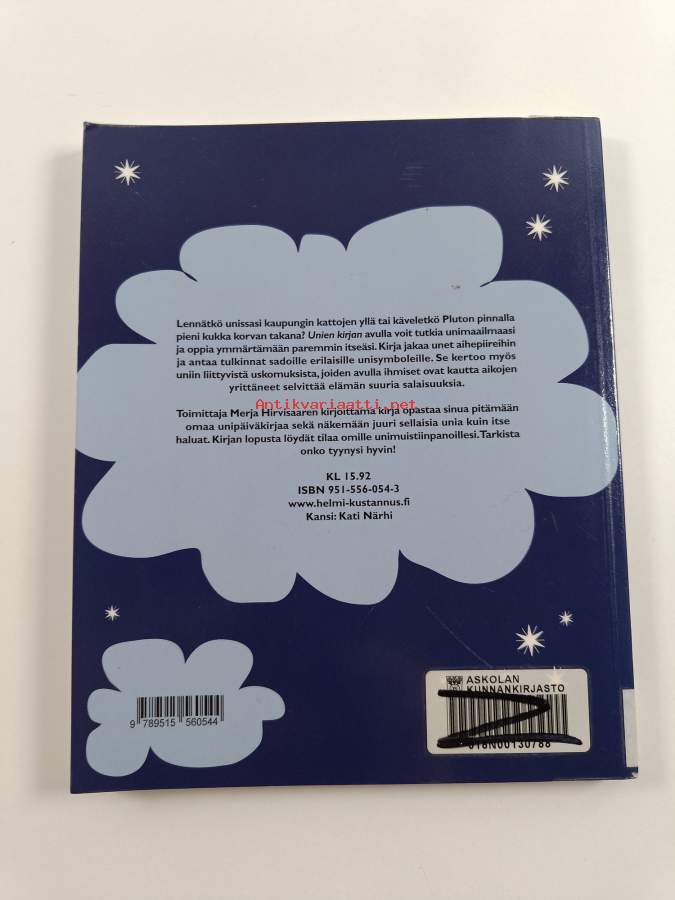 Lennätkö unissasi kaupungin kattojen yllä tai käveletkö Pluton pinnalla
pieni kukka korvan takana? Unien kirjan avulla voit tutkia unimaailmaasi
ja oppia ymmärtämään paremmin itseäsi. Kirja jakaa unet aihepiireihin
ja antaa tulkinnat sadoille erilaisille unisymboleille. Se kertoo myös
uniin liittyvistä uskomuksista, joiden avulla ihmiset ovat kautta aikojen
yrittäneet selvittää elämän suuria salaisuuksia.
Antikvariaatti.net
Toimittaja Merja Hirvisaaren kirjoittama kirja opastaa sinua pitämään
omaa unipäiväkirjaa sekä näkemään juuri sellaisia unia kuin itse
haluat. Kirjan lopusta löydät tilaa omille unimuistiinpanoillesi. Tarkista
onko tyynysi hyvin!
KL 15.92
ISBN 951-556-054-3
www.helmi-kustannus.fi
Kansi: Kati Närhi
ASKOLAN
KUNNANKIRJASTO
018N00130788
9 789515 560544